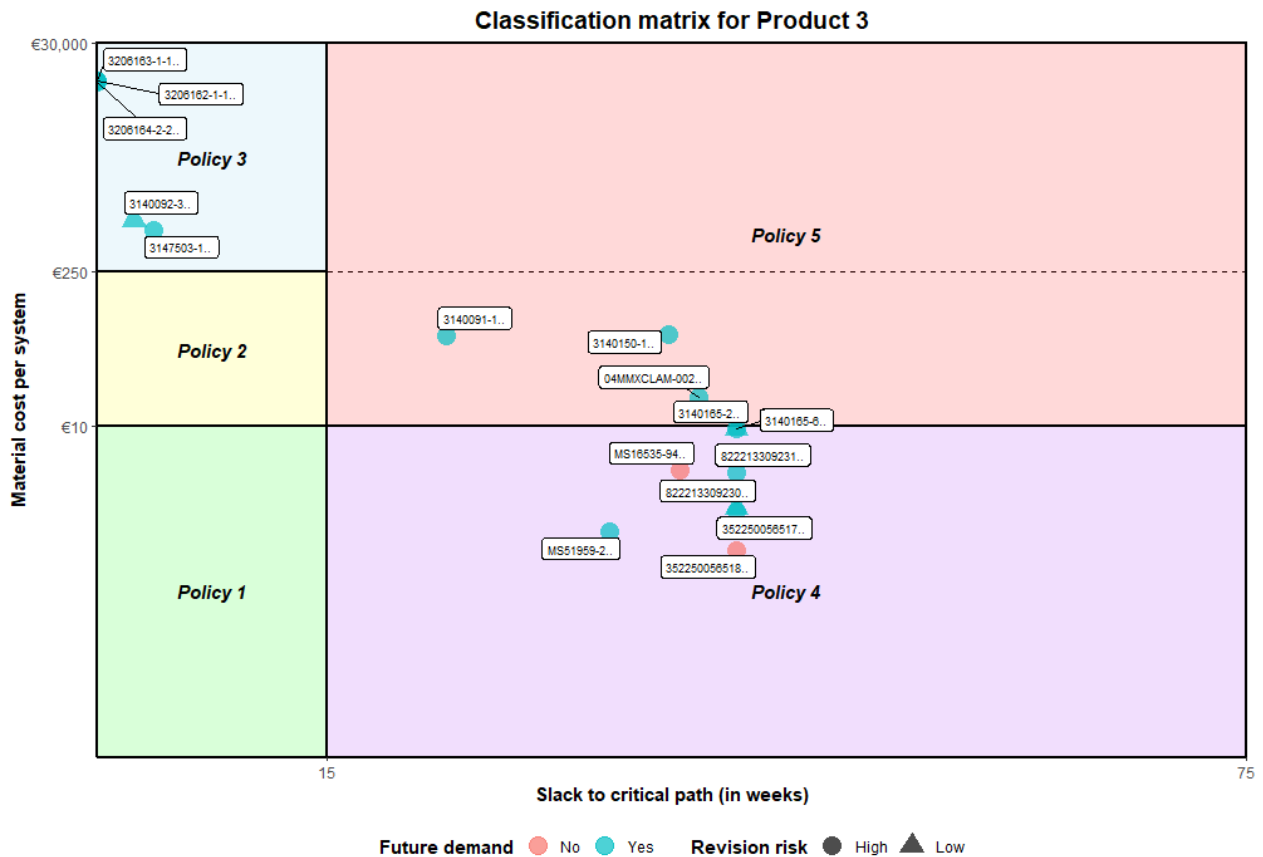 Classification matrix for Product 3
€30,000
3206163-1-1..
3206162-1-1..
3206164-2-2..
Policy 3
3140092-3..
3147503-1..
Policy 5
€250
Material cost per system
3140091-1..
3140150-1..
Policy 2
04MMXCLAM-002..
3140165-2..
3140165-6..
€10
MS16535-94..
822213309231..
822213309230..
352250056517..
MS51959-2..
352250056518..
Policy 1
Policy 4
15
75
Slack to critical path (in weeks)
Future demand No Yes Revision risk High Low